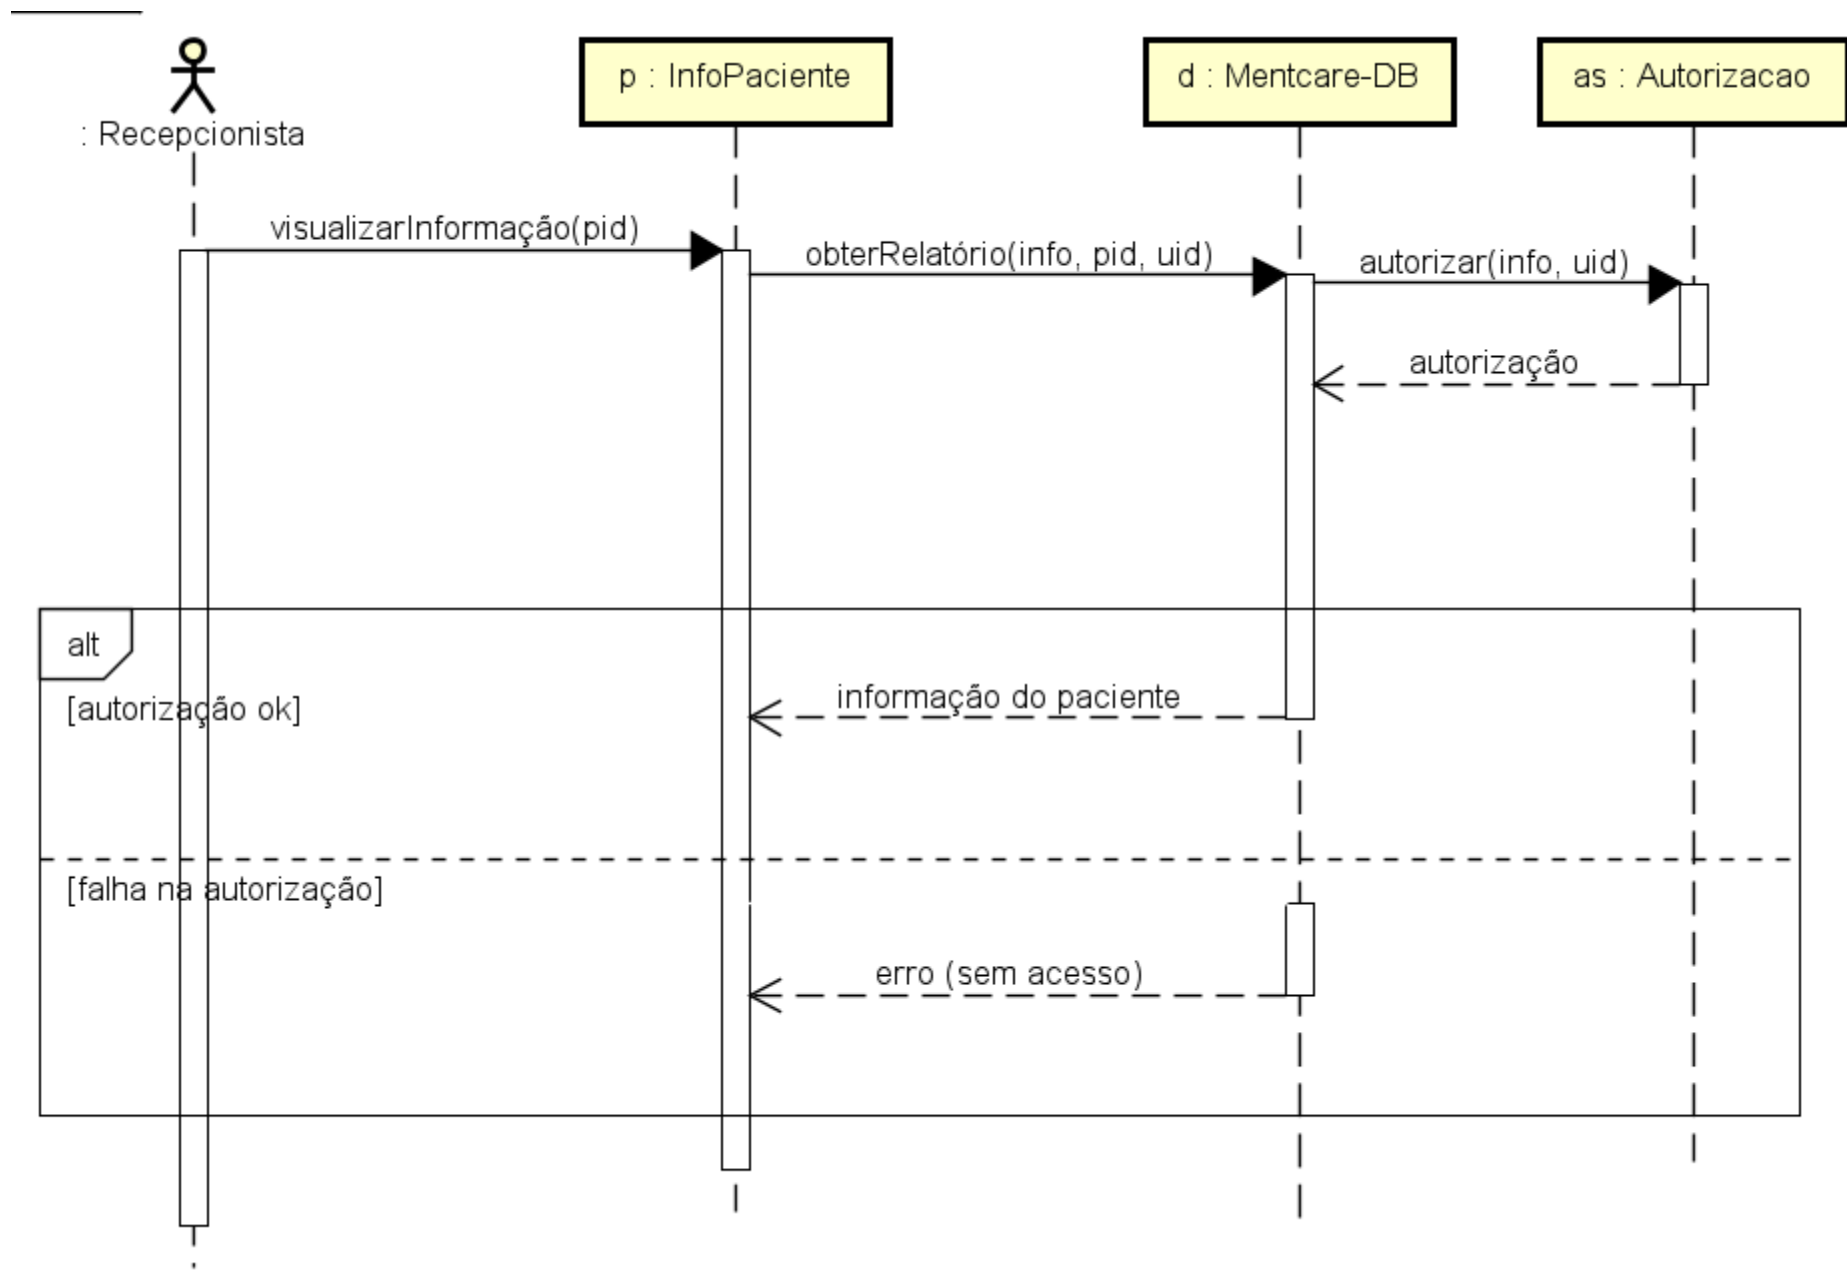 p : InfoPaciente
d : Mentcare-DB
as : Autorizacao
: Recepcionista
visualizarInformação(pid)
obterRelatório(info, pid, uid)
autorizar(info, uid)
autorização
alt
[autorização ok]
informação do paciente
[falha na autorização]
erro (sem acesso)